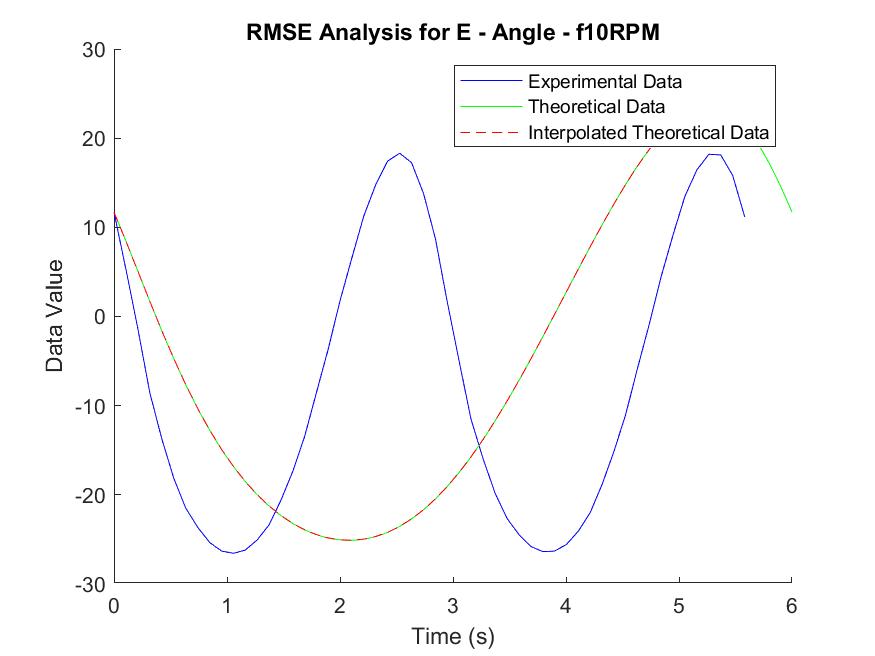 RMSE Analysis for E - Angle - f10RPM
30
20
10
0
-10
-20
-30
Data Value
Experimental Data
Theoretical Data
Interpolated Theoretical Data
0 1 2 3 4 5 6
Time (s)